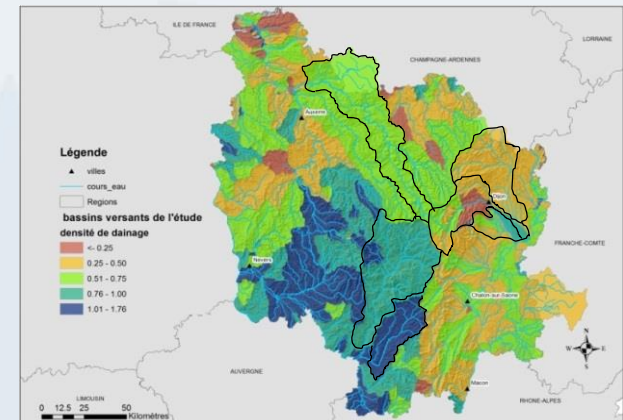 ILE DE FRANCE
LORRAINE
CHAMPAGNE-ARDENNES
Auxerre
Légende
villes
cours_eau
Regions
bassins versants de l'étude
densité de dainage
<- 0.25
0.25 - 0.50
0.51 - 0.75
0.76 - 1.00
1.01 - 1.76
Dijon
FRANCHE-COMTE
Nevers
Chalon sur Saône
N
W E
S
AUVERGNE
Macon
LIMOUSIN
RHONE-ALPES
0 12.5 25 50
Kilomètres